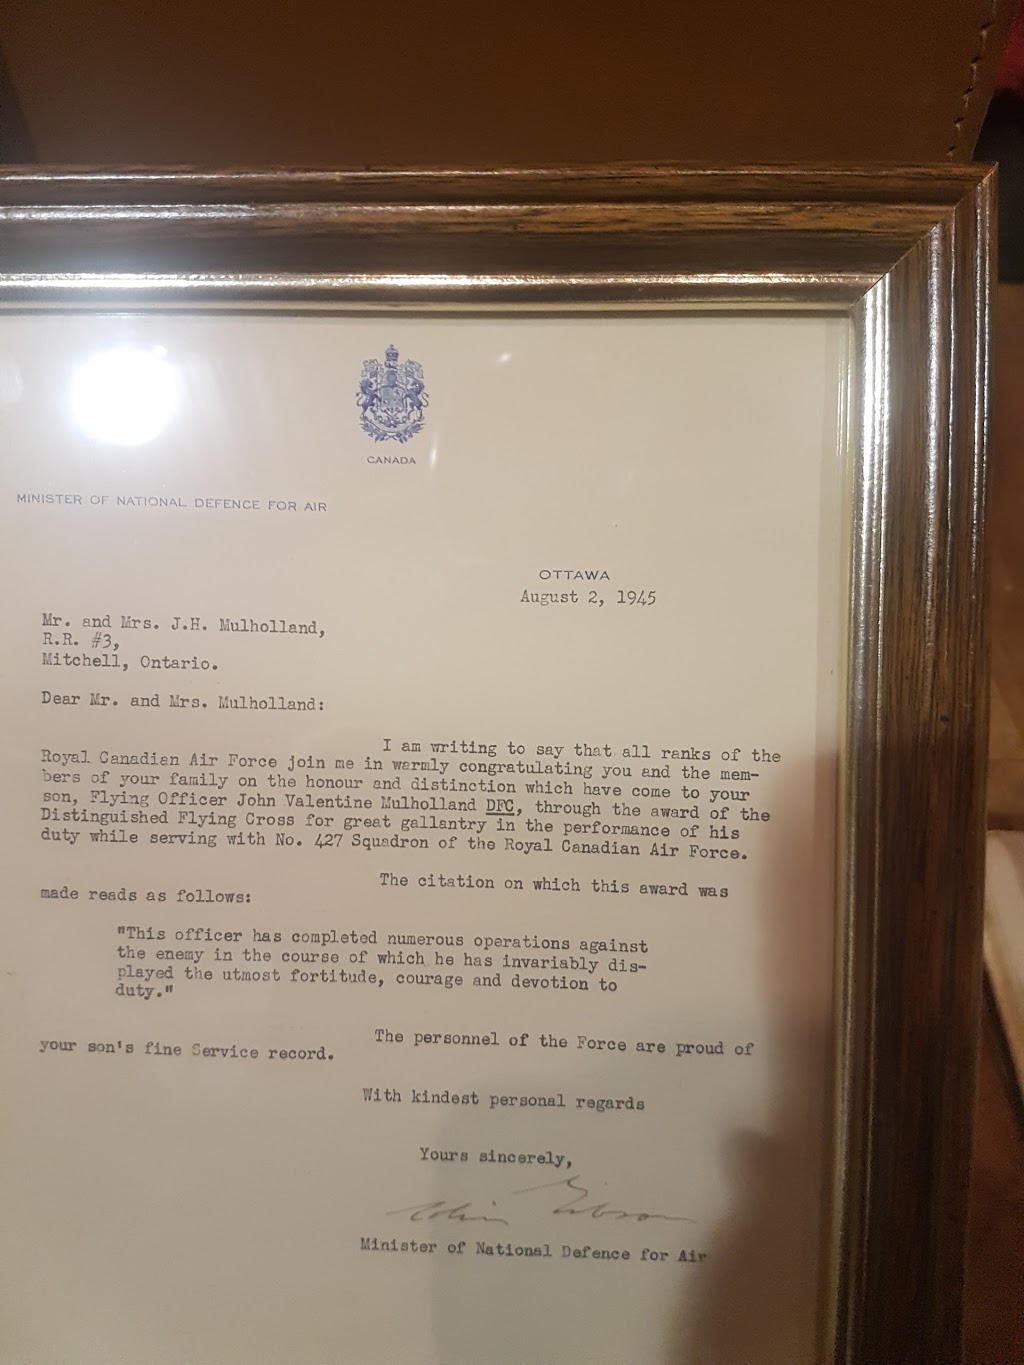 CANADA
MINISTER OF NATIONAL DEFENCE FOR AIR
OTTAWA
August 2, 1945
Mr. and Mrs. J.H. Mulholland,
R.R. #3,
Mitchell, Ontario.
Dear Mr. and Mrs. Mulholland:
I am writing to say that all ranks of the
Royal Canadian Air Force join me in warmly congratulating you and the mem-
bers of your family on the honour and distinction which have come to your
son, Flying Officer John Valentine Mulholland DFC, through the award of the
Distinguished Flying Cross for great gallantry in the performance of his
duty while serving with No. 427 Squadron of the Royal Canadian Air Force.
The citation on which this award was
made reads as follows:
"This officer has completed numerous operations against
the enemy in the course of which he has invariably dis-
played the utmost fortitude, courage and devotion to
duty."
The personnel of the Force are proud of
your son's fine Service record.
With kindest personal regards
Yours sincerely,
Colin Gibson
Minister of National Defence for Air